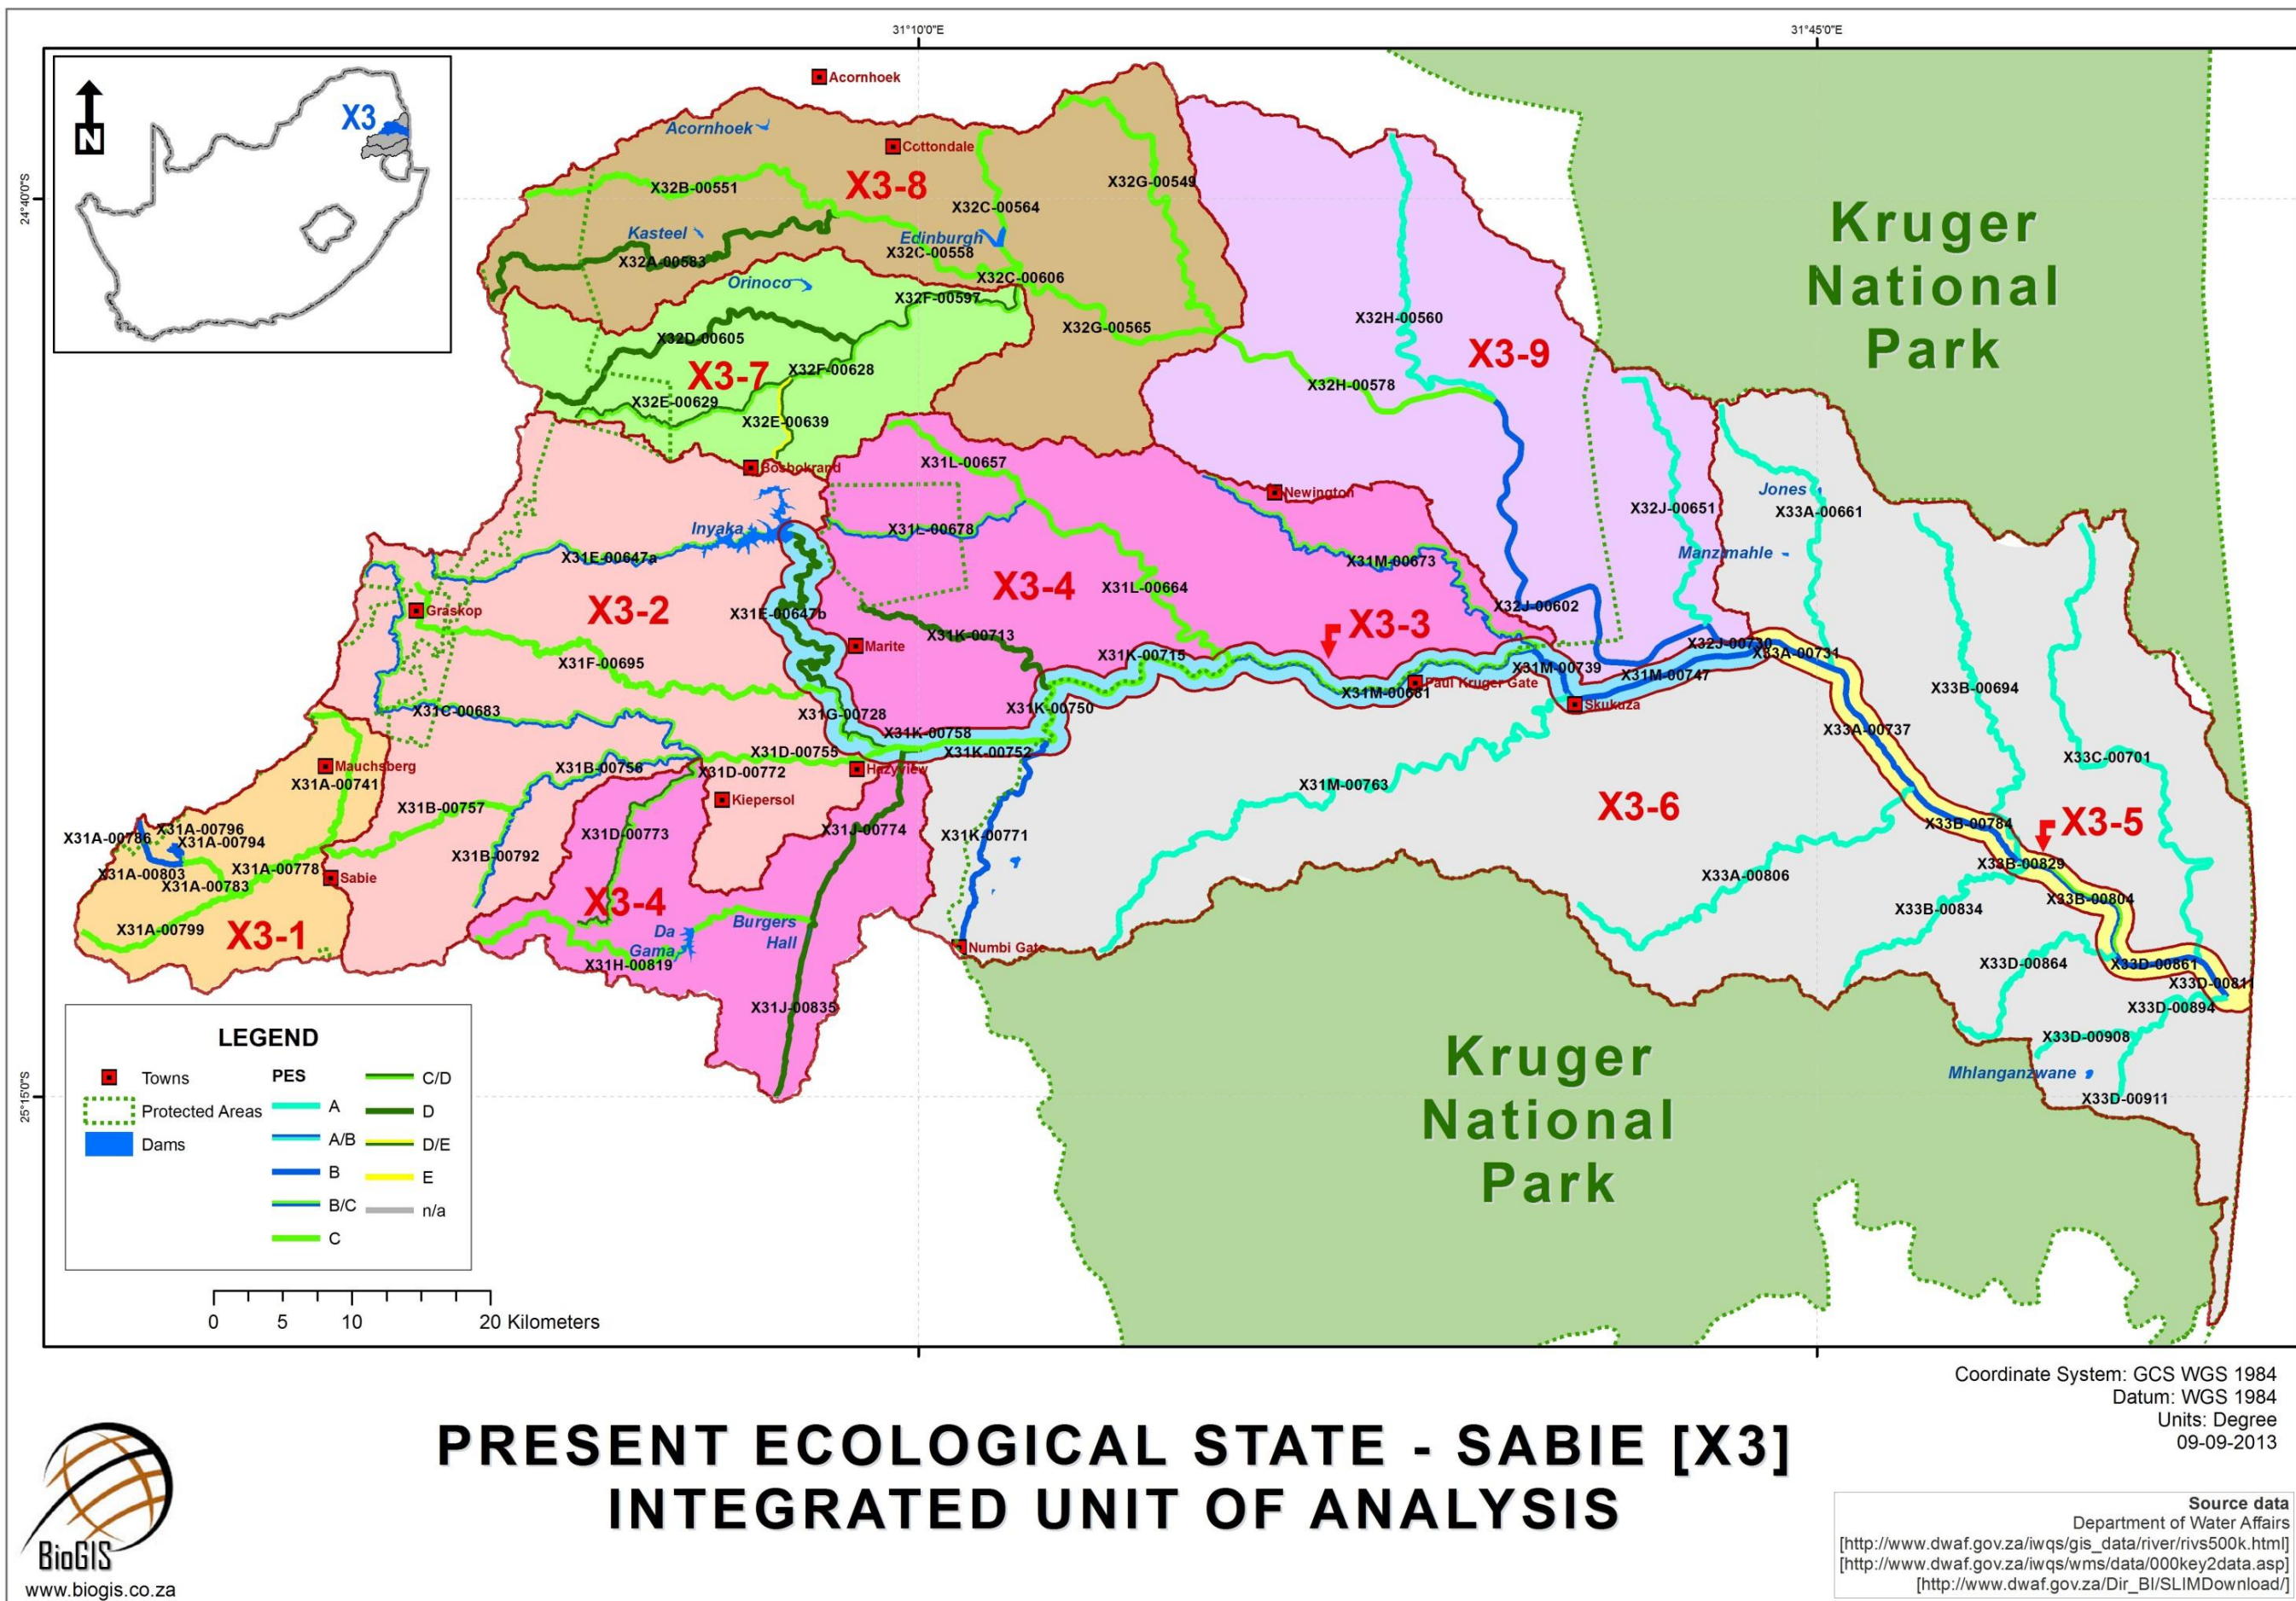 31°10'0"E
31°45'0"E
24°40'0"S
25°15'0"S
N
X3
Acornhoek
Acornhoek
Cottondale
X32B-00551
X3-8
X32G-00549
X32C-00564
Kasteel
Edinburgh
X32C-00558
X32A-00583
X32C-00606
Orinoco
X32F-00597
X32G-00565
X32H-00560
X3-9
Kruger
National
Park
X32D-00605
X3-7
X32F-00628
X32H-00578
X32E-00629
X32E-00639
Bosbokrand
X31L-00657
Newington
X32J-00651
Jones
X33A-00661
Inyaka
X31L-00678
X31E-00647a
X31M-00673
Manzimahle
X3-4
X31L-00664
Graskop
X3-2
X31E-00647b
X32J-00602
X3-3
X31K-00713
Marite
X31F-00695
X31K-00715
X32J-00730
X33A-00731
X31M-00739
X31M-00747
X31M-00681
Paul Kruger Gate
X33B-00694
X31C-00683
X31G-00728
X31K-00750
Skukuza
X31K-00758
X33A-00737
X31D-00755
X31K-00752
X33C-00701
Mauchsberg
X31B-00756
X31D-00772
Hazyview
X31A-00741
X31M-00763
Kiepersol
X31B-00757
X3-6
X31A-00796
X31A-00786
X31A-00794
X31D-00773
X31J-00774
X31K-00771
X33B-00784
X3-5
X31B-00792
X33B-00829
X31A-00803
X31A-00778
X31A-00783
Sabie
X33A-00806
X3-4
X33B-00804
X33B-00834
X31A-00799
X3-1
Da
Gama
Burgers
Hall
Numbi Gate
X31H-00819
X33D-00864
X33D-00861
X33D-00811
X31J-00835
X33D-00894
X33D-00908
Kruger
National
Park
Mhlanganzwane
X33D-00911
LEGEND
Towns
Protected Areas
Dams
PES
A
A/B
B
B/C
C
C/D
D
D/E
E
n/a
0 5 10 20 Kilometers
Coordinate System: GCS WGS 1984
Datum: WGS 1984
Units: Degree
09-09-2013
PRESENT ECOLOGICAL STATE - SABIE [X3]
INTEGRATED UNIT OF ANALYSIS
BioGIS
www.biogis.co.za
Source data
Department of Water Affairs
[http://www.dwaf.gov.za/iwqs/gis_data/river/rivs500k.html]
[http://www.dwaf.gov.za/iwqs/wms/data/000key2data.asp]
[http://www.dwaf.gov.za/Dir_BI/SLIMDownload/]